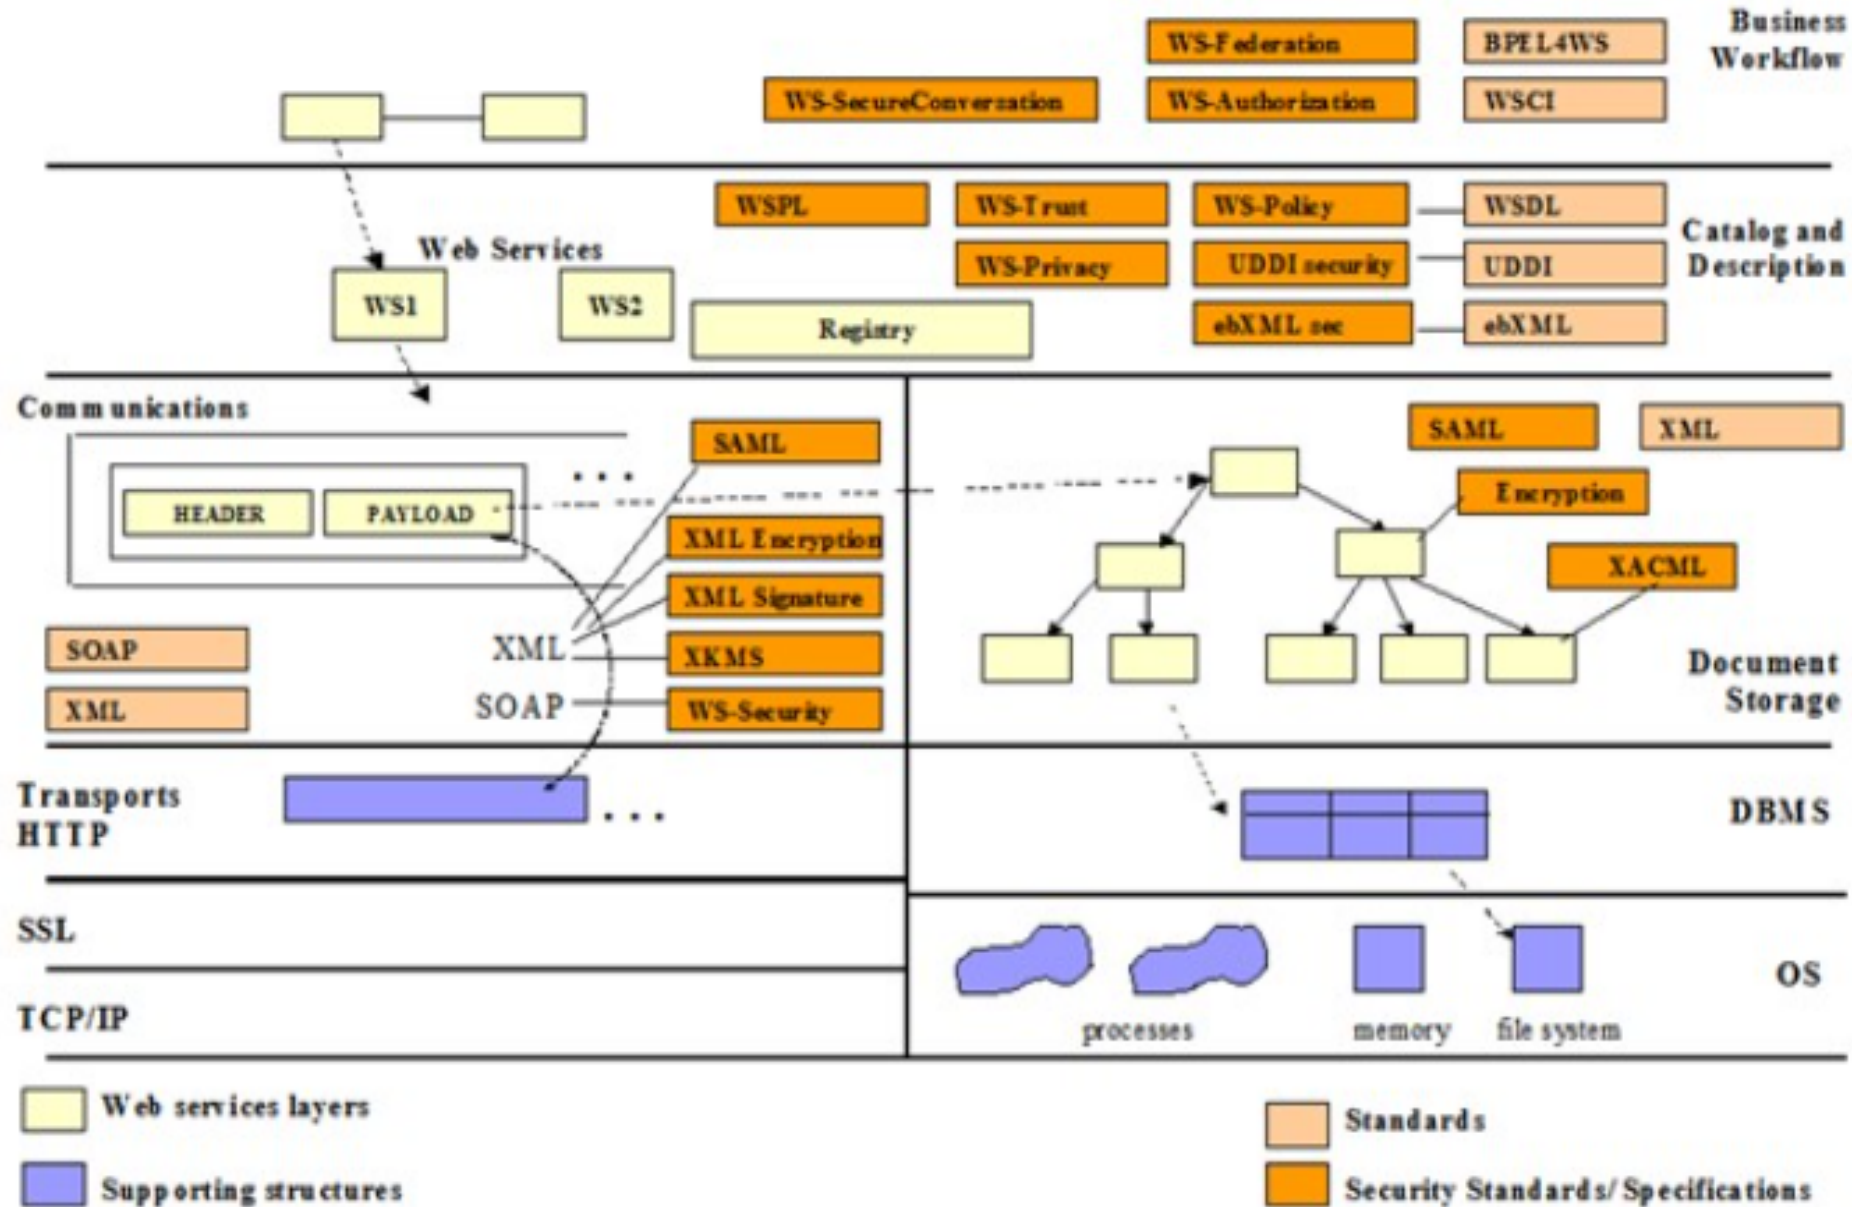 Business
Workflow
WS-Federation
BPEL4WS
WS-SecureConversation
WS-Authorization
WSCI
WSPL
WS-Trust
WS-Policy
WSDL
Catalog and
Description
Web Services
WS-Privacy
UDDI security
UDDI
WS1
WS2
Registry
ebXML sec
ebXML
Communications
SAML
HEADER
PAYLOAD
...
XML Encryption
XML Signature
SOAP
XML
XKMS
XML
SOAP
WS-Security
SAML
XML
Encryption
XACML
Document
Storage
Transports
HTTP
...
DBMS
SSL
TCP/IP
OS
processes
memory
file system
Web services layers
Supporting structures
Standards
Security Standards/Specifications